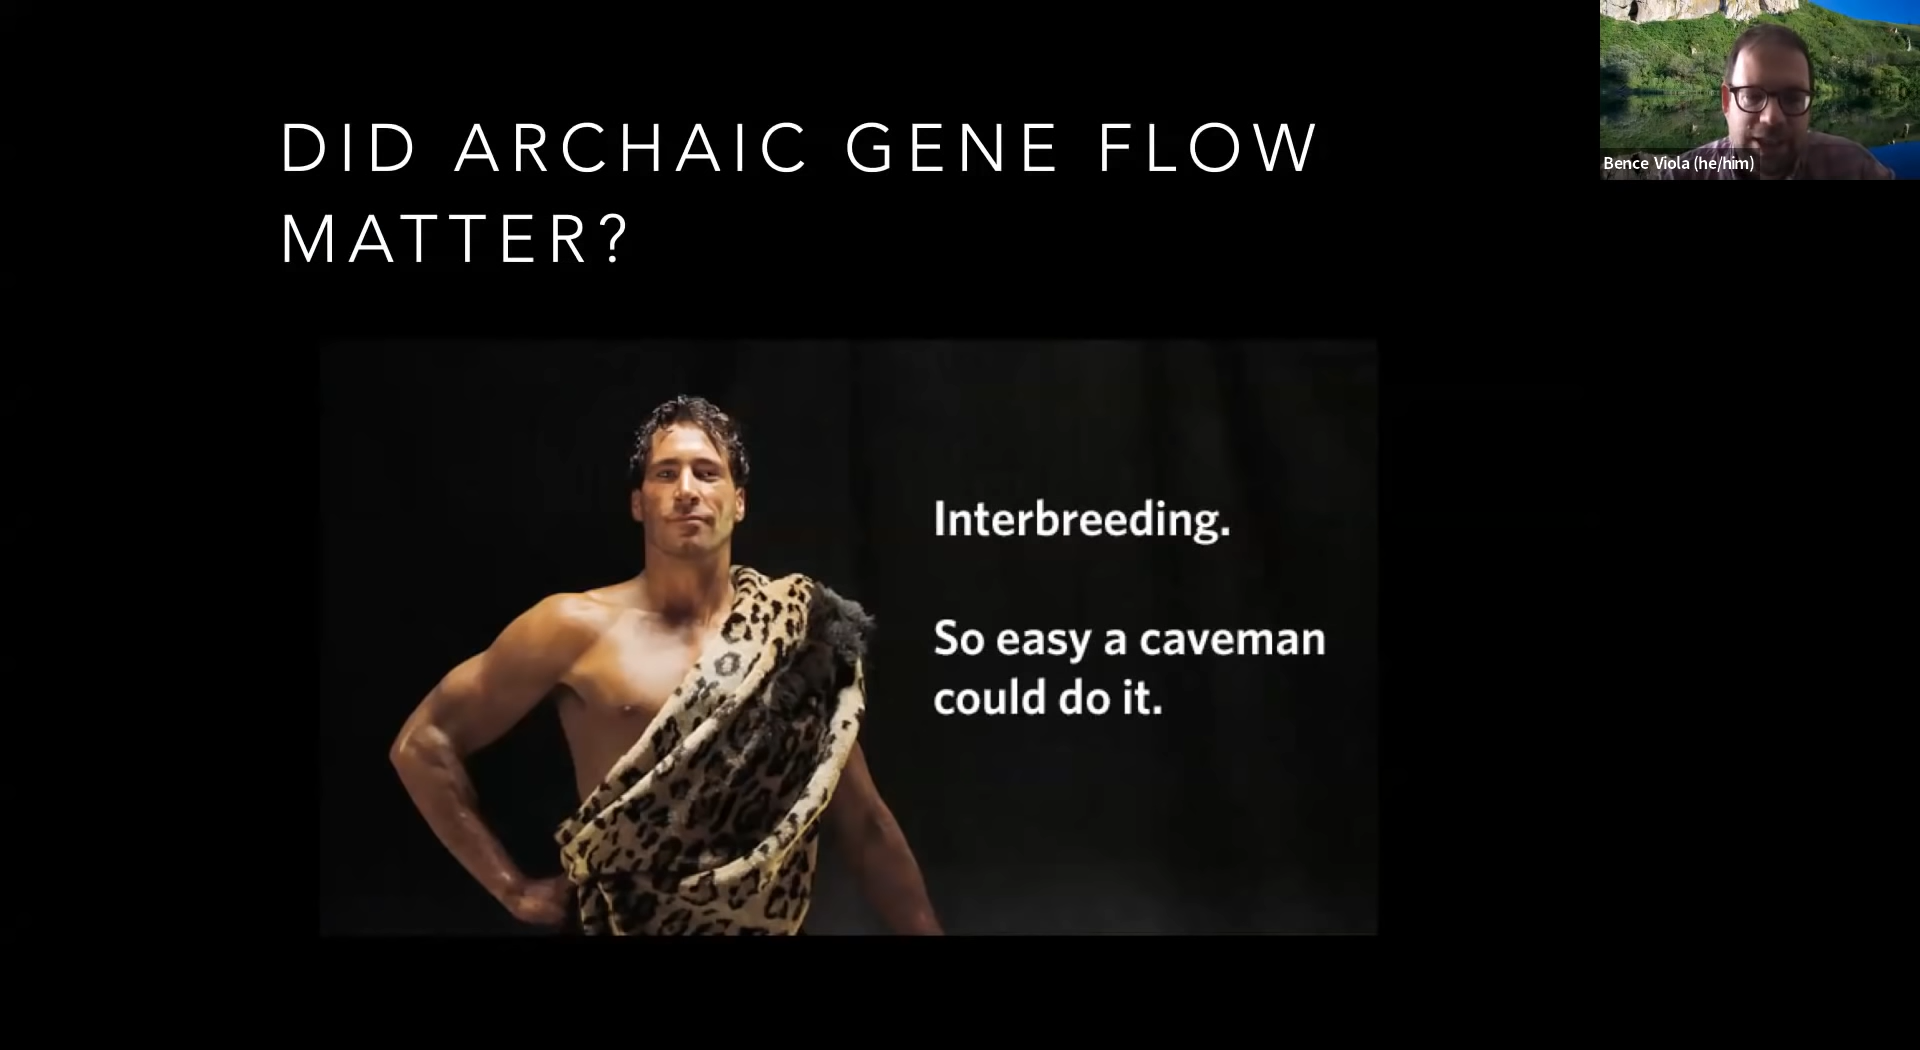 DID ARCHAIC GENE FLOW
MATTER?
Bence Viola (he/him)
Interbreeding.
So easy a caveman
could do it.